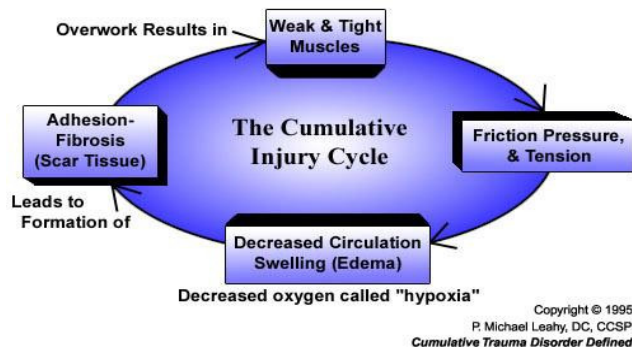 Overwork Results in
Weak & Tight
Muscles
The Cumulative
Injury Cycle
Adhesion-
Fibrosis
(Scar Tissue)
Friction Pressure,
& Tension
Leads to
Formation of
Decreased Circulation
Swelling (Edema)
Decreased oxygen called "hypoxia"
Copyright © 1995
P. Michael Leahy, DC, CCSP
Cumulative Trauma Disorder Defined